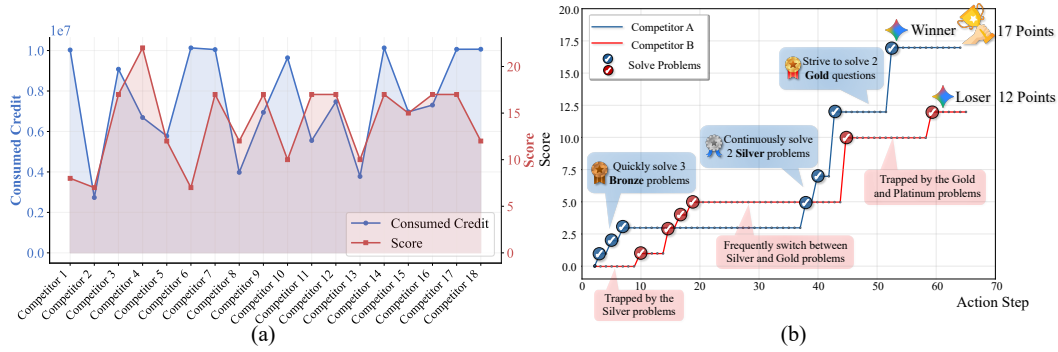 1e7
1.0
0.8
0.6
0.4
0.2
0.0
Consumed Credit
20
15
10
5
0
Score
Consumed Credit
Score
Competitor 1
Competitor 2
Competitor 3
Competitor 4
Competitor 5
Competitor 6
Competitor 7
Competitor 8
Competitor 9
Competitor 10
Competitor 11
Competitor 12
Competitor 13
Competitor 14
Competitor 15
Competitor 16
Competitor 17
Competitor 18
(a)
20.0
17.5
15.0
12.5
10.0
7.5
5.0
2.5
0.0
Score
Competitor A
Competitor B
Solve Problems
Winner
17 Points
Strive to solve 2
Gold questions
Loser
12 Points
Continuously solve
2 Silver problems
Quickly solve 3
Bronze problems
Trapped by the Gold
and Platinum problems
Frequently switch between
Silver and Gold problems
Trapped by the
Silver problems
0
10
20
30
40
50
60
70
Action Step
(b)